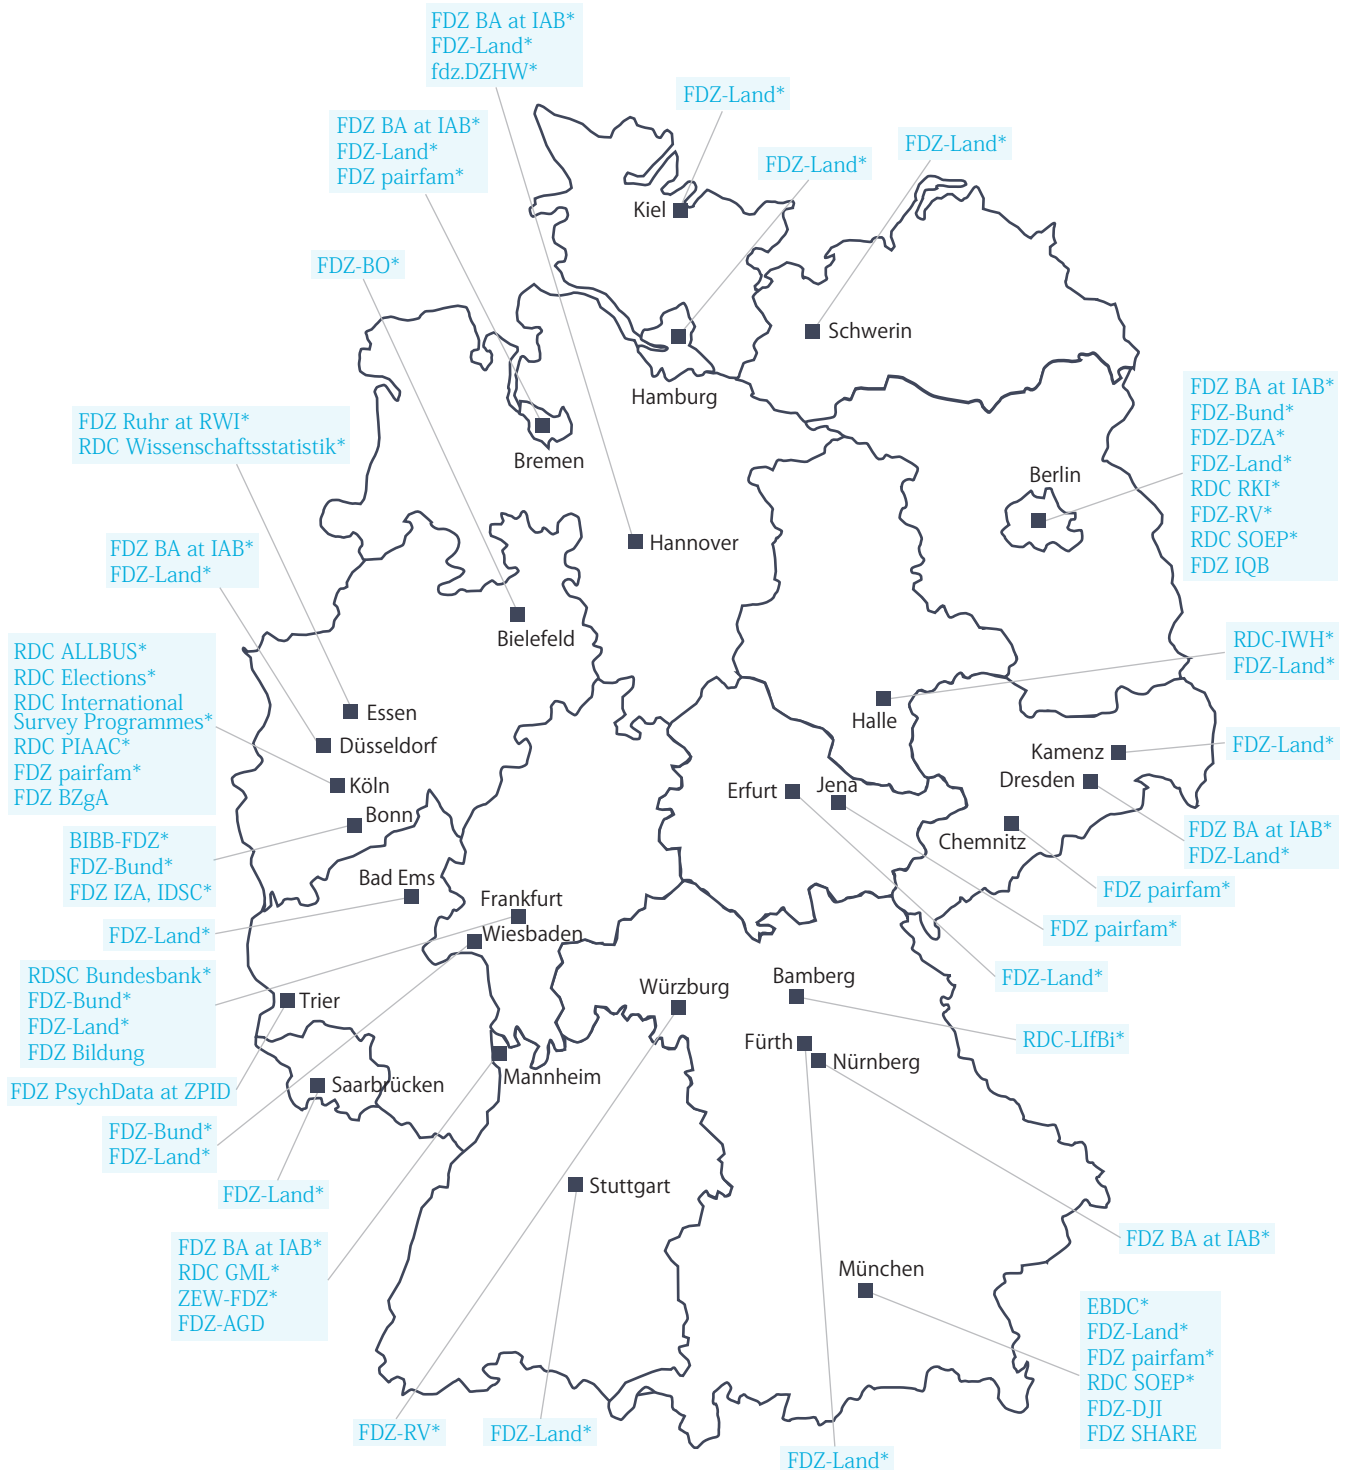 FDZ BA at IAB*
FDZ-Land*
fdz.DZHW*
FDZ-Land*
FDZ BA at IAB*
FDZ-Land*
FDZ pairfam*
FDZ-Land*
FDZ-Land*
Kiel
FDZ-BO*
Schwerin
Hamburg
FDZ BA at IAB*
FDZ-Bund*
FDZ-DZA*
FDZ-Land*
RDC RKI*
FDZ-RV*
RDC SOEP*
FDZ IQB
FDZ Ruhr at RWI*
RDC Wissenschaftsstatistik*
Bremen
Berlin
Hannover
FDZ BA at IAB*
FDZ-Land*
Bielefeld
RDC ALLBUS*
RDC Elections*
RDC International
Survey Programmes*
RDC PIAAC*
FDZ pairfam*
FDZ BZgA
RDC-IWH*
FDZ-Land*
Essen
Düsseldorf
Köln
Bonn
Halle
Kamenz
FDZ-Land*
Dresden
Erfurt
Jena
Chemnitz
BIBB-FDZ*
FDZ-Bund*
FDZ IZA, IDSC*
FDZ BA at IAB*
FDZ-Land*
Bad Ems
Frankfurt
Wiesbaden
FDZ pairfam*
FDZ pairfam*
FDZ-Land*
FDZ-Land*
RDSC Bundesbank*
FDZ-Bund*
FDZ-Land*
FDZ Bildung
Trier
Würzburg
Bamberg
Fürth
Nürnberg
RDC-LIfBi*
Mannheim
Saarbrücken
FDZ PsychData at ZPID
FDZ-Bund*
FDZ-Land*
FDZ-Land*
Stuttgart
FDZ BA at IAB*
RDC GML*
ZEW-FDZ*
FDZ-AGD
FDZ BA at IAB*
München
EBDC*
FDZ-Land*
FDZ pairfam*
RDC SOEP*
FDZ-DJI
FDZ SHARE
FDZ-RV*
FDZ-Land*
FDZ-Land*